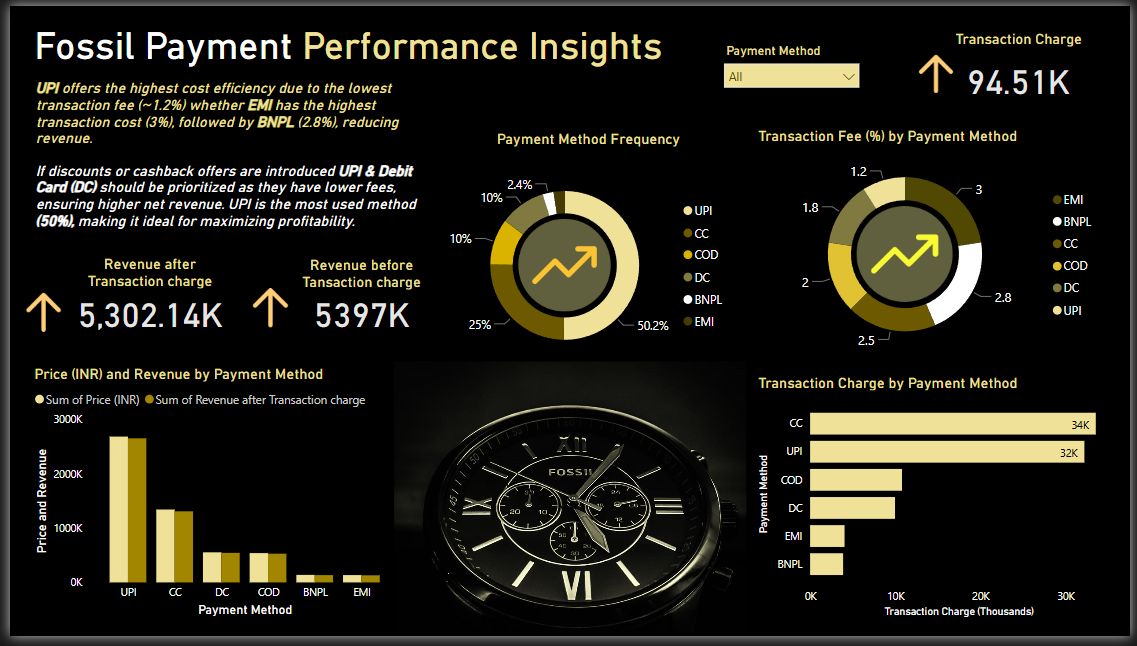 Fossil Payment Performance Insights
Payment Method
All
Transaction Charge
94.51K
UPI offers the highest cost efficiency due to the lowest
transaction fee (~1.2%) whether EMI has the highest
transaction cost (3%), followed by BNPL (2.8%), reducing
revenue.
If discounts or cashback offers are introduced UPI & Debit
Card (DC) should be prioritized as they have lower fees,
ensuring higher net revenue. UPI is the most used method
(50%), making it ideal for maximizing profitability.
Revenue after
Transaction charge
5,302.14K
Revenue before
Tansaction charge
5397K
Payment Method Frequency
2.4%
10%
10%
25%
50.2%
UPI
CC
COD
DC
BNPL
EMI
Transaction Fee (%) by Payment Method
1.2
1.8
2
2.5
2.8
3
EMI
BNPL
CC
COD
DC
UPI
Price (INR) and Revenue by Payment Method
Sum of Price (INR)
Sum of Revenue after Transaction charge
Price and Revenue
3000K
2000K
1000K
0K
UPI CC DC COD BNPL EMI
Payment Method
XII
FOSSIL
VI
Transaction Charge by Payment Method
Payment Method
CC 34K
UPI 32K
COD
DC
EMI
BNPL
0K 10K 20K 30K
Transaction Charge (Thousands)